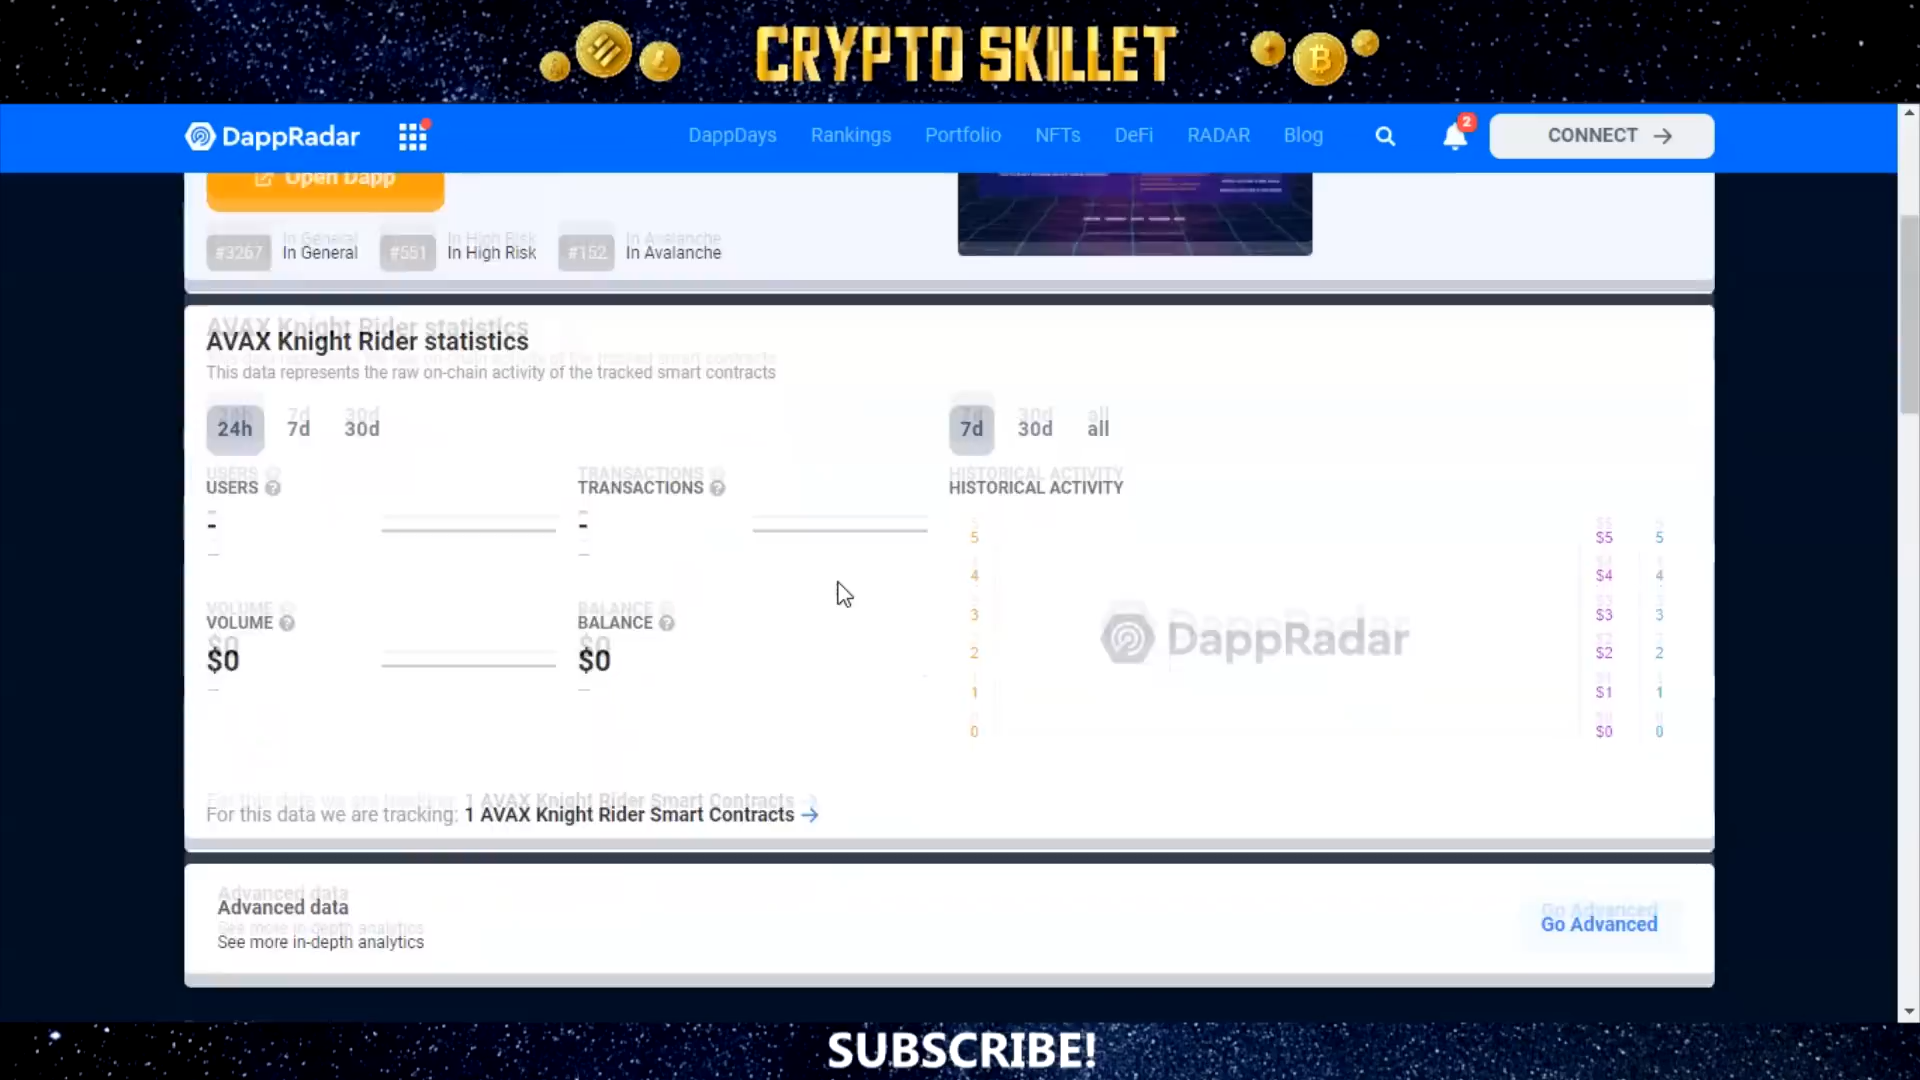 CRYPTO SKILLET
DappRadar DappDays Rankings Portfolio NFTs DeFi RADAR Blog 2 CONNECT →
Open Dapp
#3267 In General #551 In High Risk #152 In Avalanche
AVAX Knight Rider statistics
This data represents the raw on-chain activity of the tracked smart contracts
24h 7d 30d 7d 30d all
USERS ? TRANSACTIONS ? HISTORICAL ACTIVITY
- -
5 $5 5
4 $4 4
VOLUME ? BALANCE ?
3 $3 3
$0 $0
DappRadar
2 $2 2
1 $1 1
0 $0 0
For this data we are tracking: 1 AVAX Knight Rider Smart Contracts →
Advanced data
See more in-depth analytics
Go Advanced
SUBSCRIBE!